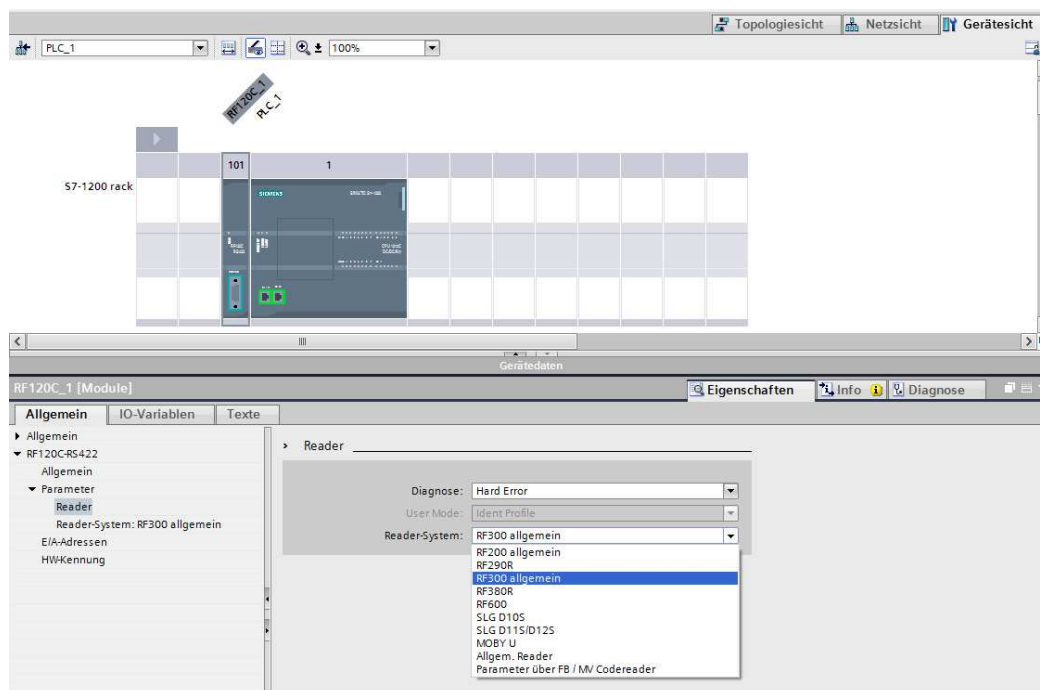 Topologiesicht Netzsicht Gerätesicht
PLC_1 100%
RF120C_1
PLC_1
101 1
S7-1200 rack
SIEMENS
Gerätedaten
RF120C_1 [Module] Eigenschaften Info Diagnose
Allgemein IO-Variablen Texte
Allgemein
RF120C-RS422
Allgemein
Parameter
Reader
Reader-System: RF300 allgemein
E/A-Adressen
HW-Kennung
Reader
Diagnose: Hard Error
User Mode: Ident Profile
Reader-System: RF300 allgemein
RF200 allgemein
RF290R
RF300 allgemein
RF380R
RF600
SLG D10S
SLG D11S/D12S
MOBY U
Allgem. Reader
Parameter über FB / MV Codereader